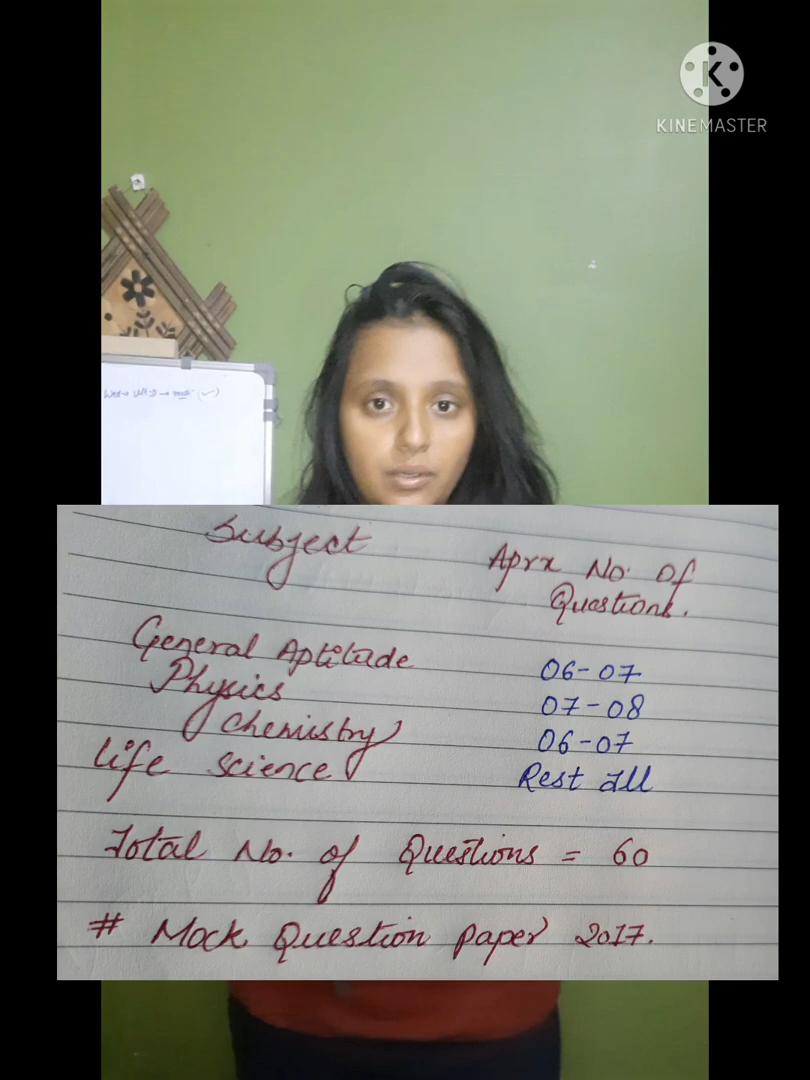 KINEMASTER
Subject Aprx No. of
Questions.
General Aptitude 06-07
Physics 07-08
Chemistry 06-07
Life Science Rest all
Total No. of Questions = 60
# Mock Question paper 2017.